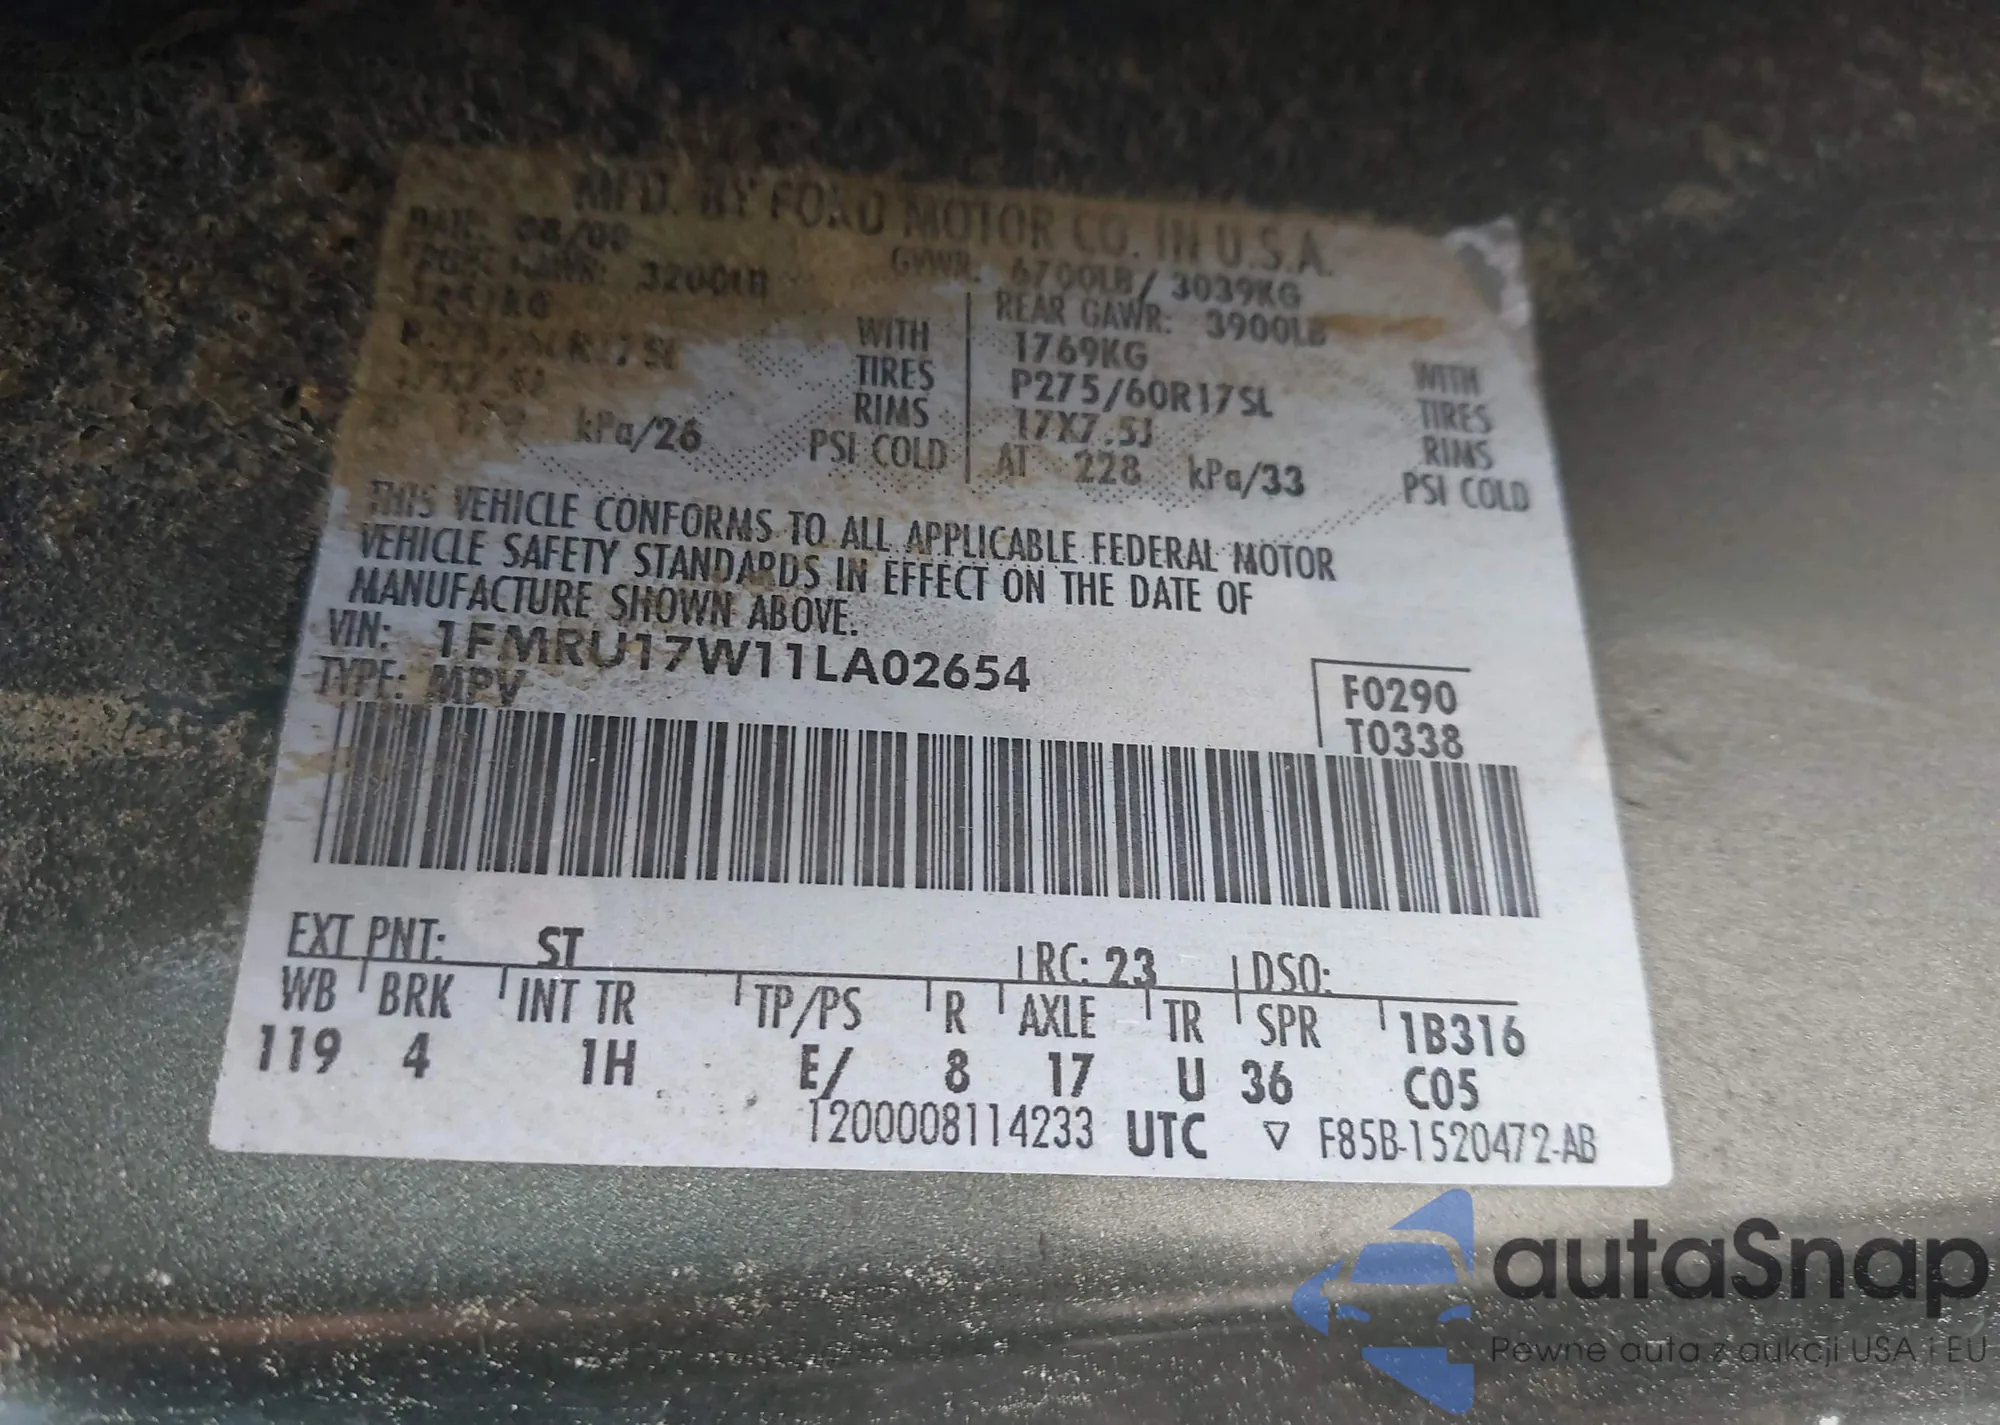 MFD. BY FORD MOTOR CO. IN U.S.A.
08/00 GVWR: 6700LB/ 3039KG
3200LB REAR GAWR: 3900LB
WITH 1769KG WITH
TIRES P275/60R17SL TIRES
RIMS 17X7.5J RIMS
kPa/26 PSI COLD AT 228 kPa/33 PSI COLD
THIS VEHICLE CONFORMS TO ALL APPLICABLE FEDERAL MOTOR
VEHICLE SAFETY STANDARDS IN EFFECT ON THE DATE OF
MANUFACTURE SHOWN ABOVE.
VIN: 1FMRU17W11LA02654
TYPE: MPV
F0290
T0338
EXT PNT: ST RC: 23 DSO:
WB BRK INT TR TP/PS R AXLE TR SPR 1B316
119 4 1H E/ 8 17 U 36 C05
1200008114233 UTC ▽ F85B-1520472-AB
autaSnap
Pewne auta z aukcji USA i EU